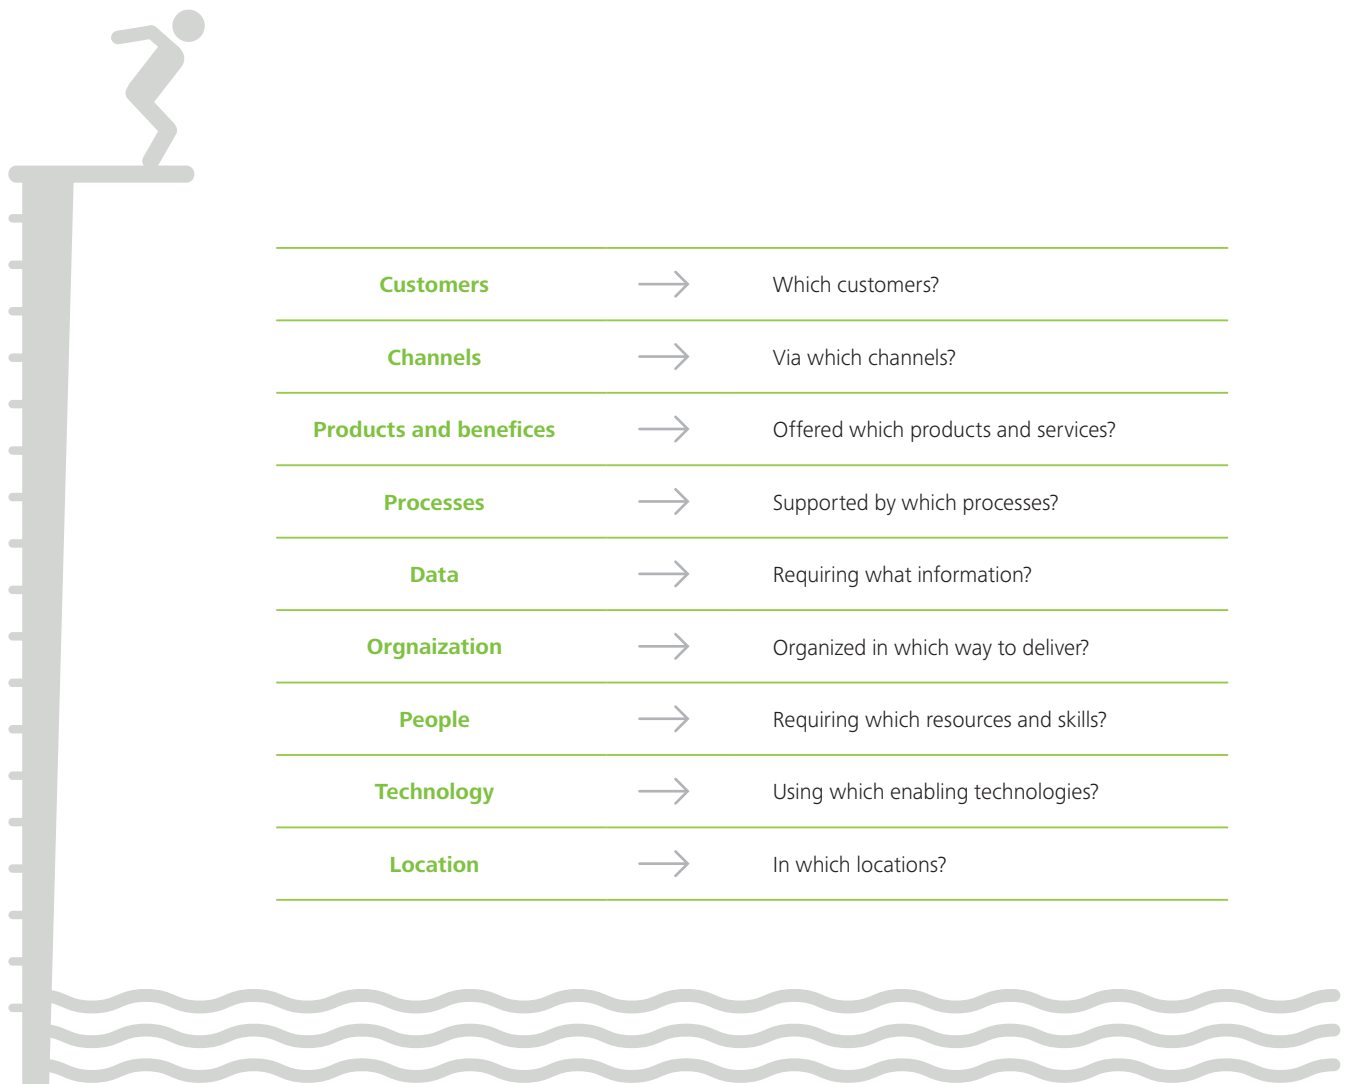 Customers → Which customers?
Channels → Via which channels?
Products and benefices → Offered which products and services?
Processes → Supported by which processes?
Data → Requiring what information?
Orgnaization → Organized in which way to deliver?
People → Requiring which resources and skills?
Technology → Using which enabling technologies?
Location → In which locations?